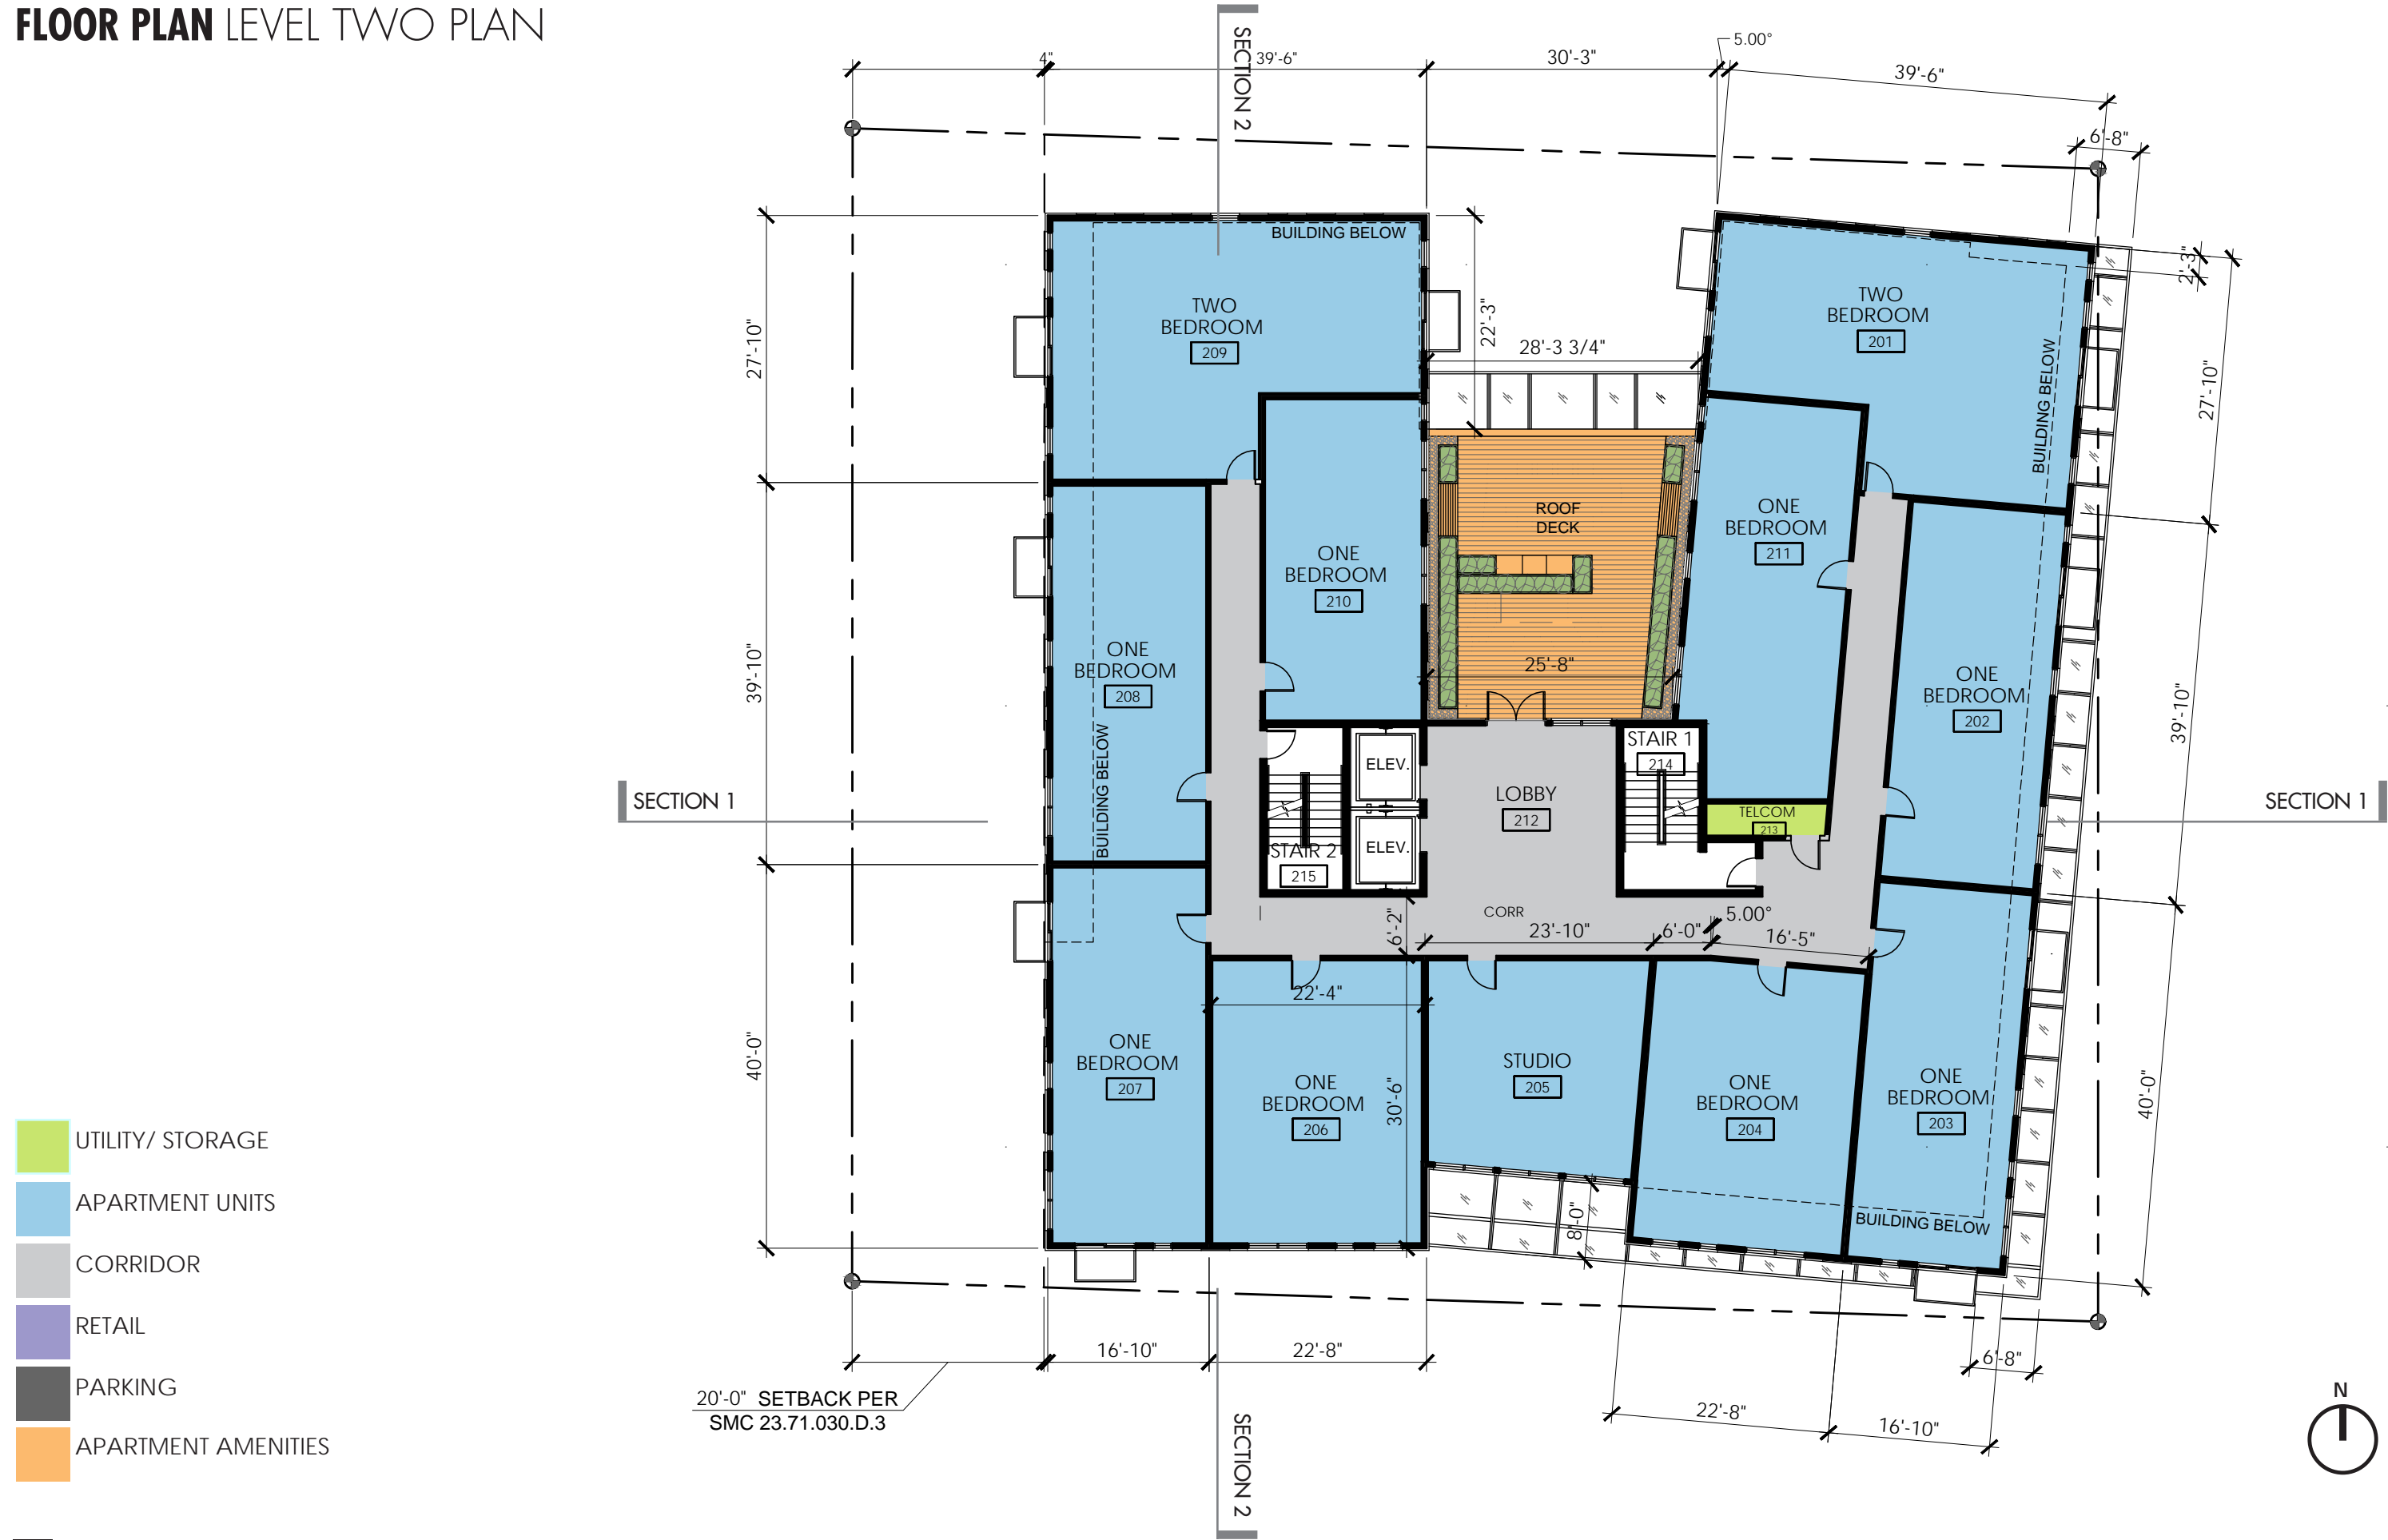 FLOOR PLAN LEVEL TWO PLAN
SECTION 2
4"
39'-6"
30'-3"
5.00°
39'-6"
6'-8"
2'-3"
27'-10"
39'-10"
40'-0"
22'-3"
28'-3 3/4"
27'-10"
39'-10"
40'-0"
BUILDING BELOW
TWO
BEDROOM
209
TWO
BEDROOM
201
BUILDING BELOW
ONE
BEDROOM
210
ROOF
DECK
25'-8"
ONE
BEDROOM
211
ONE
BEDROOM
208
BUILDING BELOW
ONE
BEDROOM
202
SECTION 1
SECTION 1
ELEV.
ELEV.
STAIR 2
215
LOBBY
212
STAIR 1
214
TELCOM
213
CORR
6'-2"
23'-10"
6'-0"
5.00°
16'-5"
22'-4"
30'-6"
ONE
BEDROOM
207
ONE
BEDROOM
206
STUDIO
205
ONE
BEDROOM
204
ONE
BEDROOM
203
8'-0"
BUILDING BELOW
16'-10"
22'-8"
20'-0" SETBACK PER
SMC 23.71.030.D.3
22'-8"
16'-10"
6'-8"
SECTION 2
N
UTILITY/ STORAGE
APARTMENT UNITS
CORRIDOR
RETAIL
PARKING
APARTMENT AMENITIES